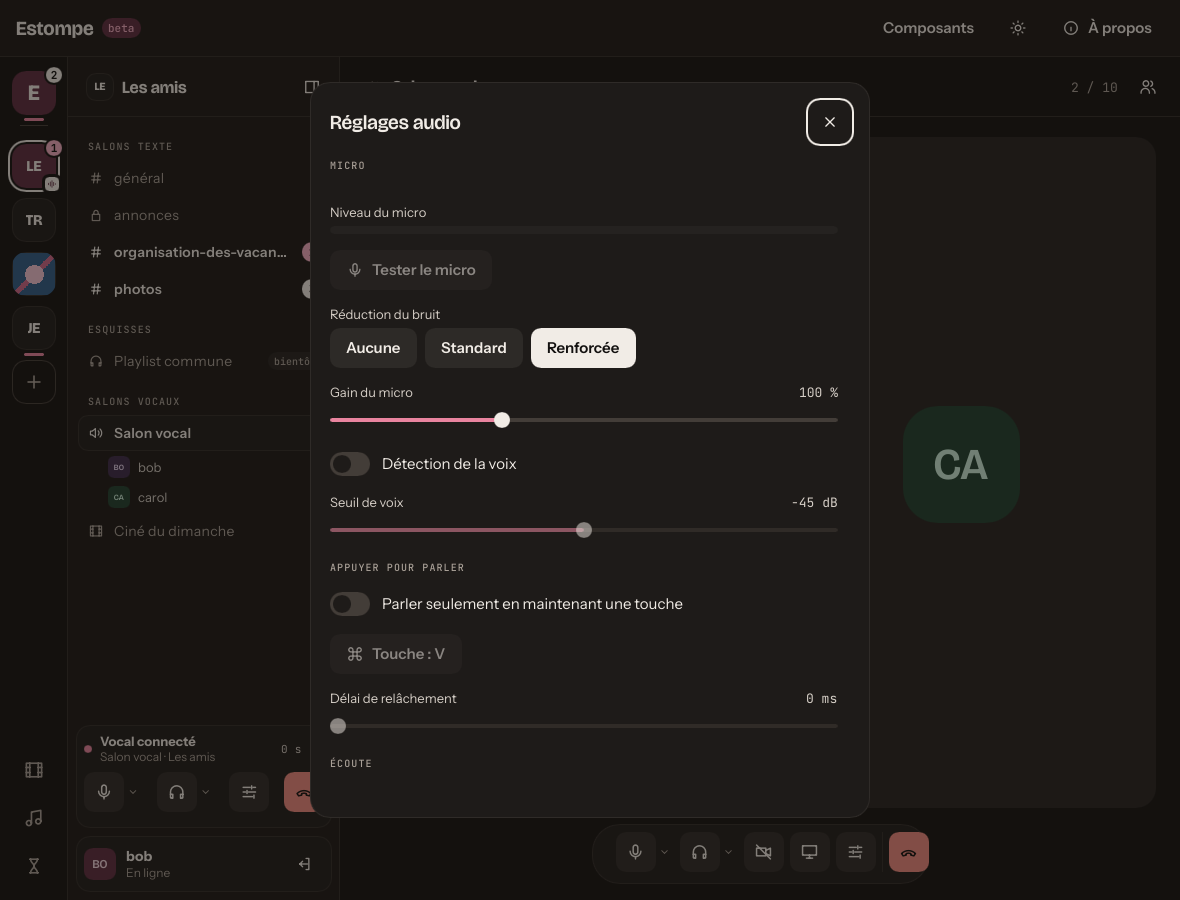 Estompe beta
Composants
À propos
E 2
LE 1
TR
JE
LE Les amis
2 / 10
SALONS TEXTE
# général
annonces
# organisation-des-vacan...
# photos
ESQUISSES
Playlist commune
SALONS VOCAUX
Salon vocal
BO bob
CA carol
Ciné du dimanche
Vocal connecté
0 s
Salon vocal · Les amis
BO bob
En ligne
Réglages audio
MICRO
Niveau du micro
Tester le micro
Réduction du bruit
Aucune Standard Renforcée
Gain du micro 100 %
Détection de la voix
Seuil de voix -45 dB
APPUYER POUR PARLER
Parler seulement en maintenant une touche
Touche : V
Délai de relâchement 0 ms
ÉCOUTE
CA